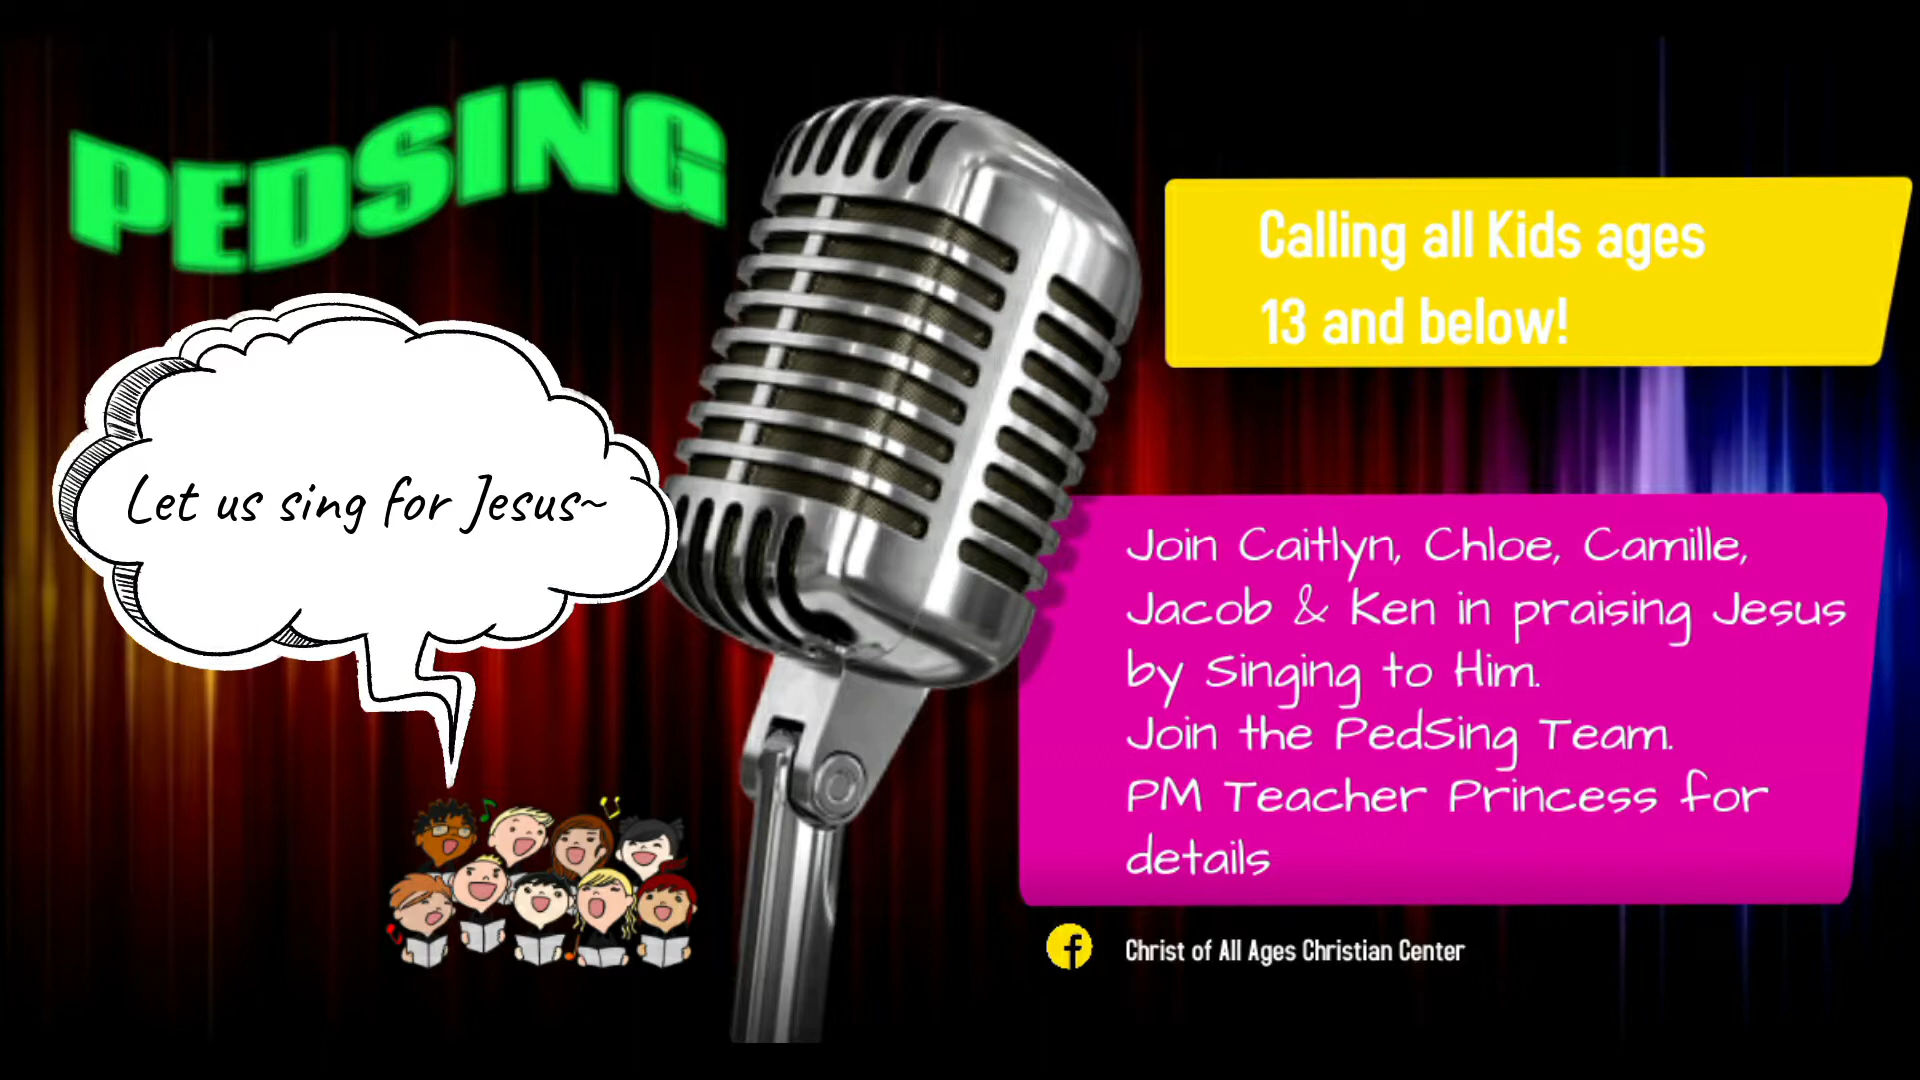 PEDSING
Let us sing for Jesus~
Calling all Kids ages
13 and below!
Join Caitlyn, Chloe, Camille,
Jacob & Ken in praising Jesus
by Singing to Him.
Join the PedSing Team.
PM Teacher Princess for
details
Christ of All Ages Christian Center